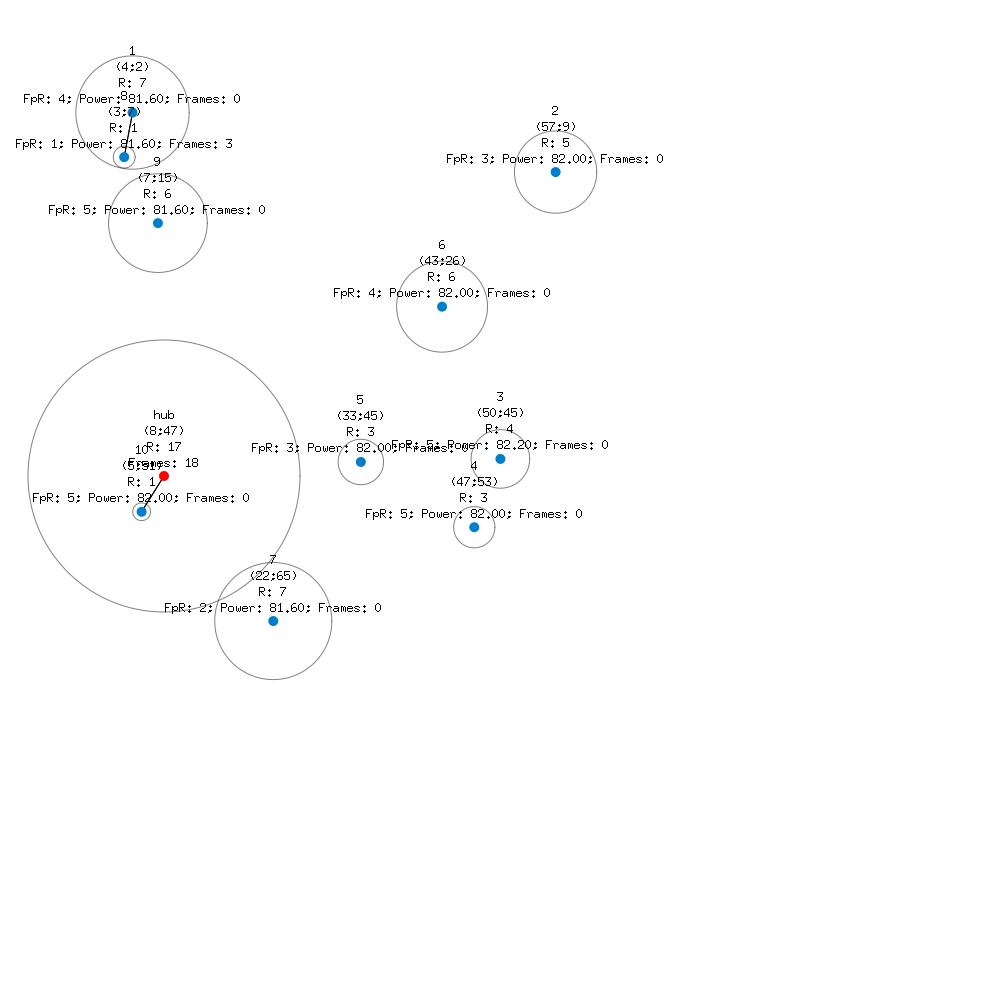 1
(4;2)
R: 7
FpR: 4; Power: 81.60; Frames: 0
8
(3;7)
R: 1
FpR: 1; Power: 81.60; Frames: 3
9
(7;15)
R: 6
FpR: 5; Power: 81.60; Frames: 0
2
(57;9)
R: 5
FpR: 3; Power: 82.00; Frames: 0
6
(43;26)
R: 6
FpR: 4; Power: 82.00; Frames: 0
hub
(8;47)
R: 17
Frames: 18
10
(5;51)
R: 1
FpR: 5; Power: 82.00; Frames: 0
5
(33;45)
R: 3
FpR: 3; Power: 82.00; Frames: 0
3
(50;45)
R: 4
FpR: 5; Power: 82.20; Frames: 0
4
(47;53)
R: 3
FpR: 5; Power: 82.00; Frames: 0
7
(22;65)
R: 7
FpR: 2; Power: 81.60; Frames: 0